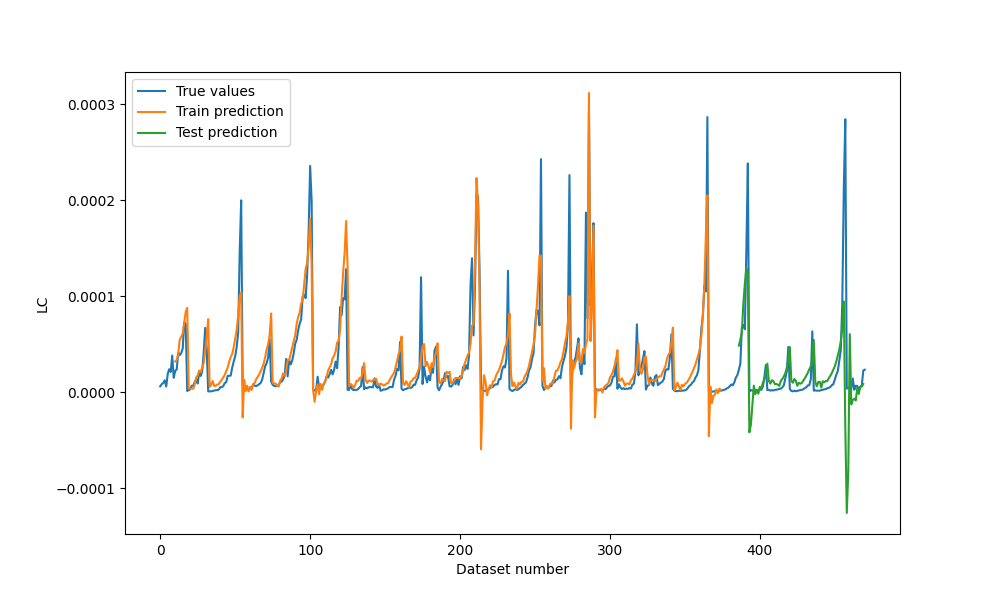 True values
Train prediction
Test prediction
0.0003
0.0002
0.0001
0.0000
−0.0001
LC
0
100
200
300
400
Dataset number